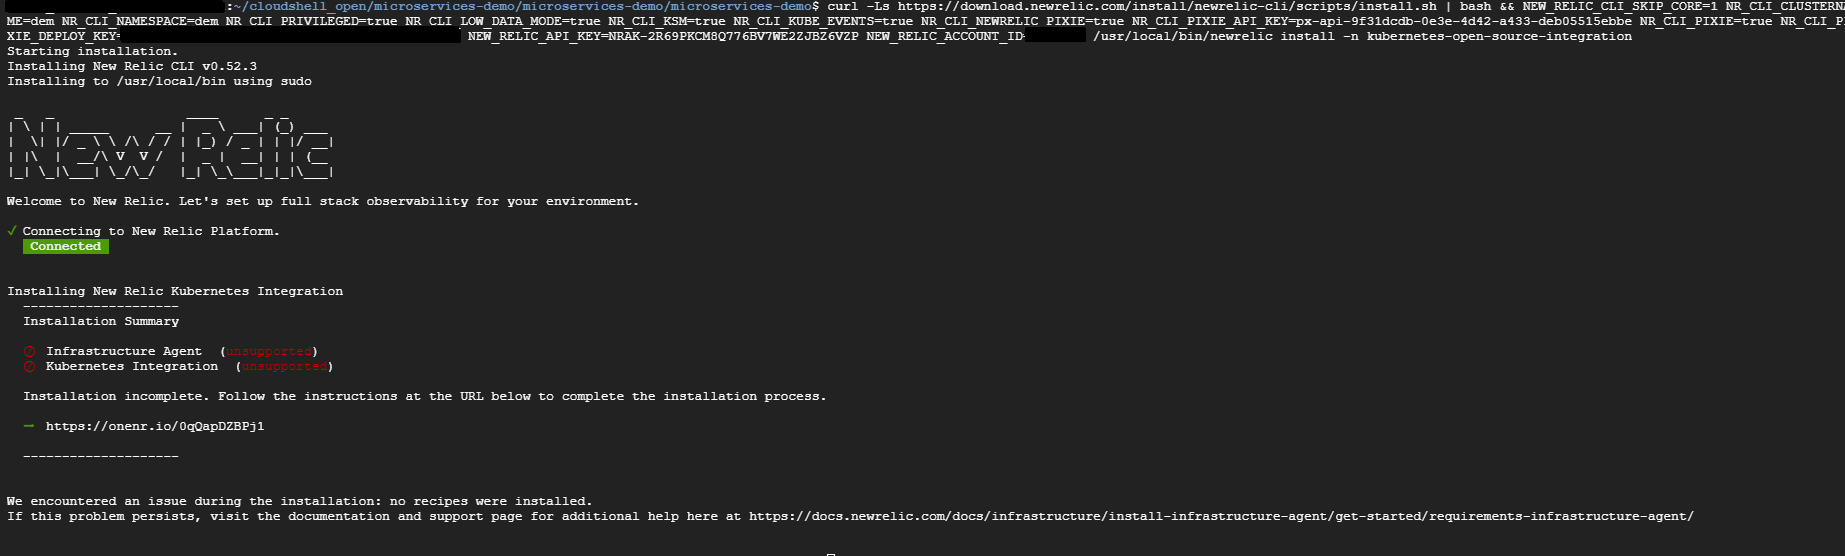 :~/cloudshell_open/microservices-demo/microservices-demo/microservices-demo$ curl -Ls https://download.newrelic.com/install/newrelic-cli/scripts/install.sh | bash && NEW_RELIC_CLI_SKIP_CORE=1 NR_CLI_CLUSTERNA
ME=dem NR_CLI_NAMESPACE=dem NR_CLI_PRIVILEGED=true NR_CLI_LOW_DATA_MODE=true NR_CLI_KSM=true NR_CLI_KUBE_EVENTS=true NR_CLI_NEWRELIC_PIXIE=true NR_CLI_PIXIE_API_KEY=px-api-9f31dcdb-0e3e-4d42-a433-deb05515ebbe NR_CLI_PIXIE=true NR_CLI_P
XIE_DEPLOY_KEY= NEW_RELIC_API_KEY=NRAK-2R69PKCM8Q776BV7WE2ZJBZ6VZP NEW_RELIC_ACCOUNT_ID= /usr/local/bin/newrelic install -n kubernetes-open-source-integration
Starting installation.
Installing New Relic CLI v0.52.3
Installing to /usr/local/bin using sudo
New Relic
Welcome to New Relic. Let's set up full stack observability for your environment.
✓ Connecting to New Relic Platform.
Connected
Installing New Relic Kubernetes Integration
--------------------
Installation Summary
Infrastructure Agent (unsupported)
Kubernetes Integration (unsupported)
Installation incomplete. Follow the instructions at the URL below to complete the installation process.
→ https://onenr.io/0qQapDZBPj1
--------------------
We encountered an issue during the installation: no recipes were installed.
If this problem persists, visit the documentation and support page for additional help here at https://docs.newrelic.com/docs/infrastructure/install-infrastructure-agent/get-started/requirements-infrastructure-agent/